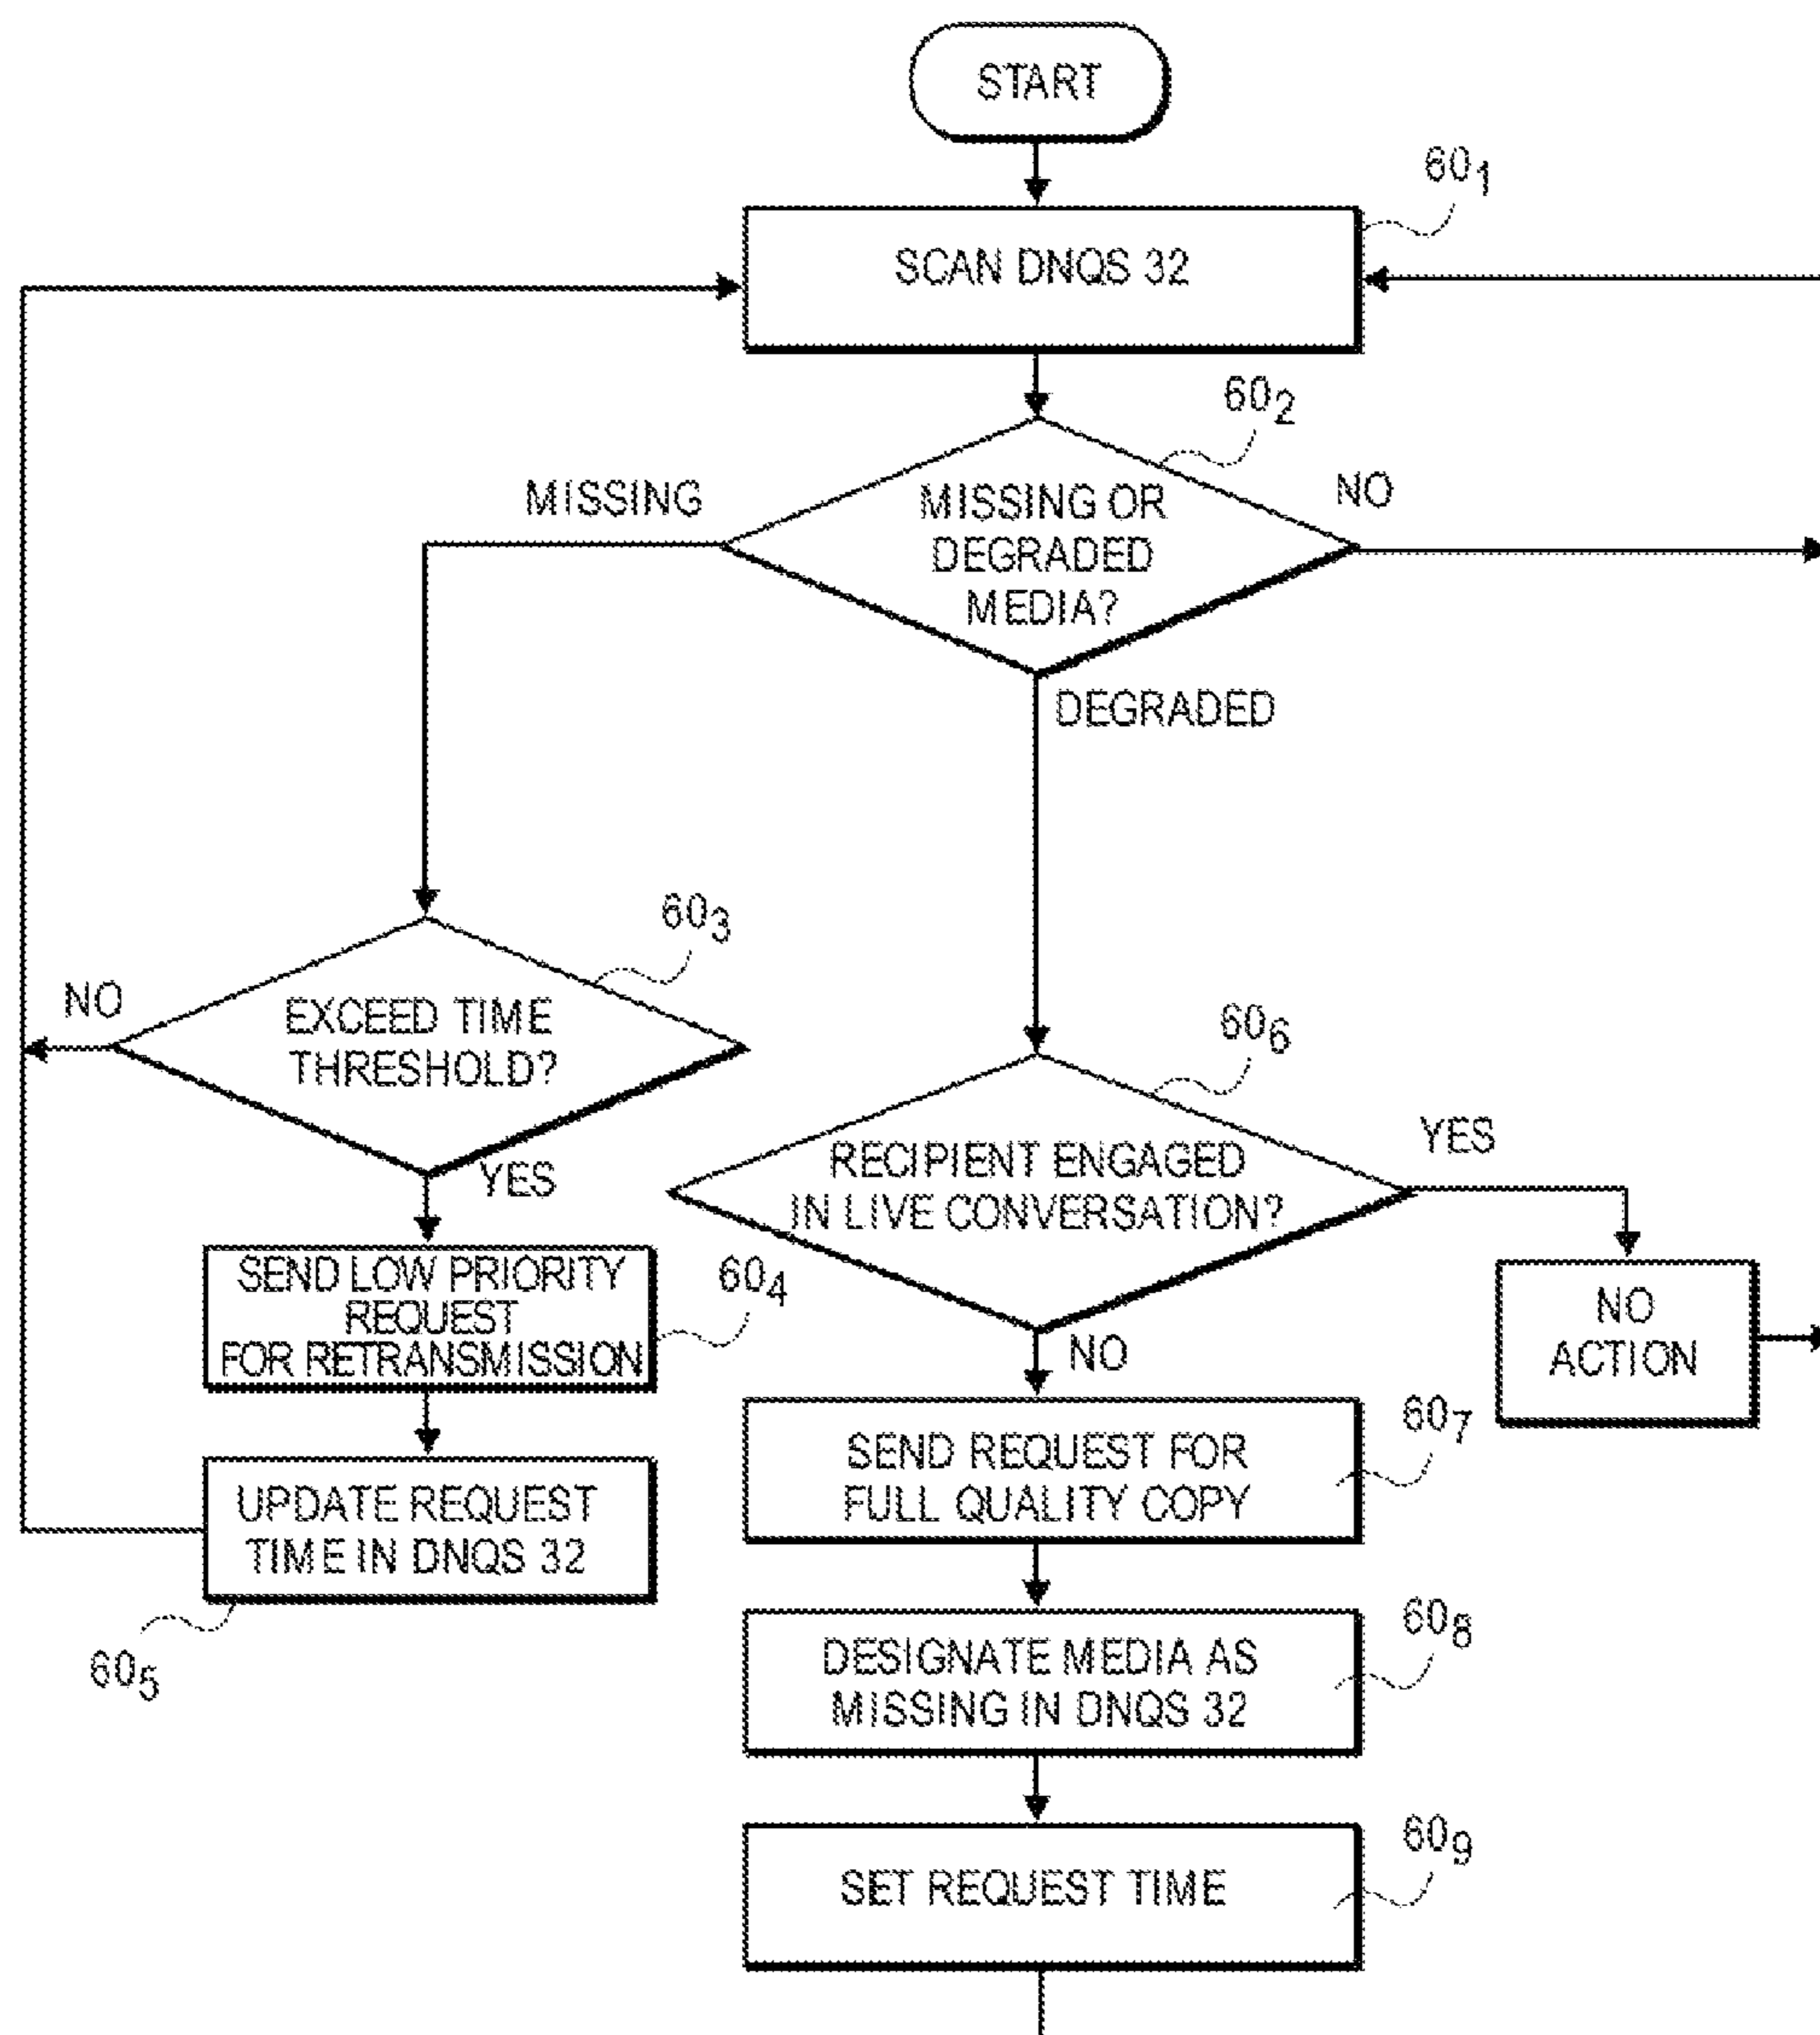 START
60₁
SCAN DNQS 32
60₂
MISSING
MISSING OR
DEGRADED
MEDIA?
NO
DEGRADED
60₃
NO
EXCEED TIME
THRESHOLD?
YES
60₆
RECIPIENT ENGAGED
IN LIVE CONVERSATION?
YES
SEND LOW PRIORITY
REQUEST
FOR RETRANSMISSION
60₄
NO
ACTION
NO
UPDATE REQUEST
TIME IN DNQS 32
60₅
SEND REQUEST FOR
FULL QUALITY COPY
60₇
DESIGNATE MEDIA AS
MISSING IN DNQS 32
60₈
SET REQUEST TIME
60₉